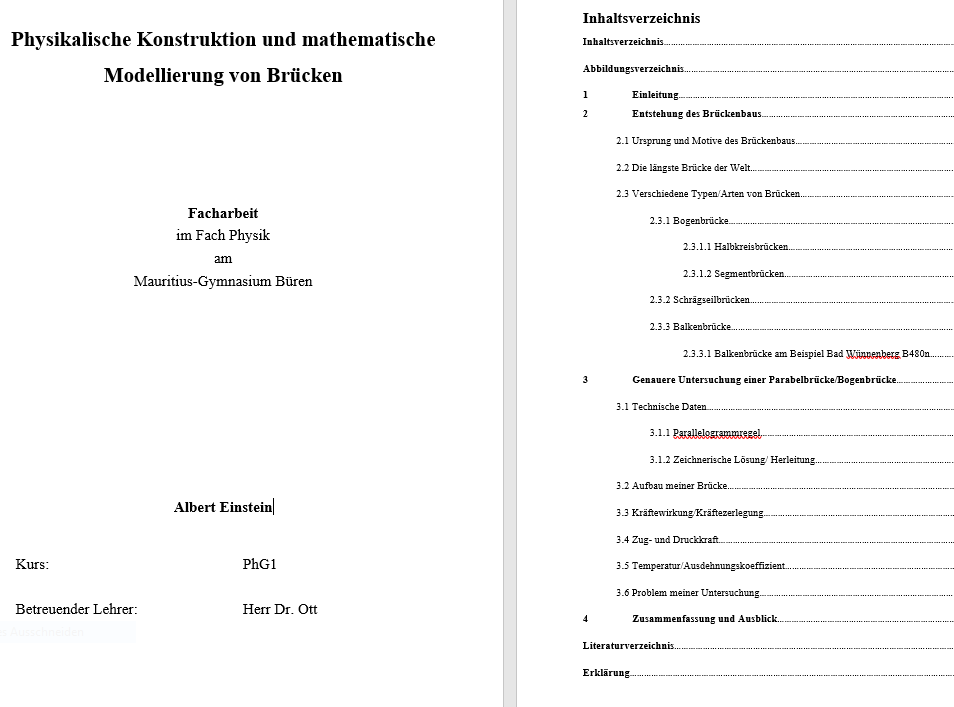 Physikalische Konstruktion und mathematische
Modellierung von Brücken
Facharbeit
im Fach Physik
am
Mauritius-Gymnasium Büren
Albert Einstein
Kurs: PhG1
Betreuender Lehrer: Herr Dr. Ott
er Ausschneiden
Inhaltsverzeichnis
Inhaltsverzeichnis
Abbildungsverzeichnis
1 Einleitung
2 Entstehung des Brückenbaus
2.1 Ursprung und Motive des Brückenbaus
2.2 Die längste Brücke der Welt
2.3 Verschiedene Typen/Arten von Brücken
2.3.1 Bogenbrücke
2.3.1.1 Halbkreisbrücken
2.3.1.2 Segmentbrücken
2.3.2 Schrägseilbrücken
2.3.3 Balkenbrücke
2.3.3.1 Balkenbrücke am Beispiel Bad Wünnenberg B480n
3 Genauere Untersuchung einer Parabelbrücke/Bogenbrücke
3.1 Technische Daten
3.1.1 Parallelogrammregel
3.1.2 Zeichnerische Lösung/ Herleitung
3.2 Aufbau meiner Brücke
3.3 Kräftewirkung/Kräftezerlegung
3.4 Zug- und Druckkraft
3.5 Temperatur/Ausdehnungskoeffizient
3.6 Problem meiner Untersuchung
4 Zusammenfassung und Ausblick
Literaturverzeichnis
Erklärung